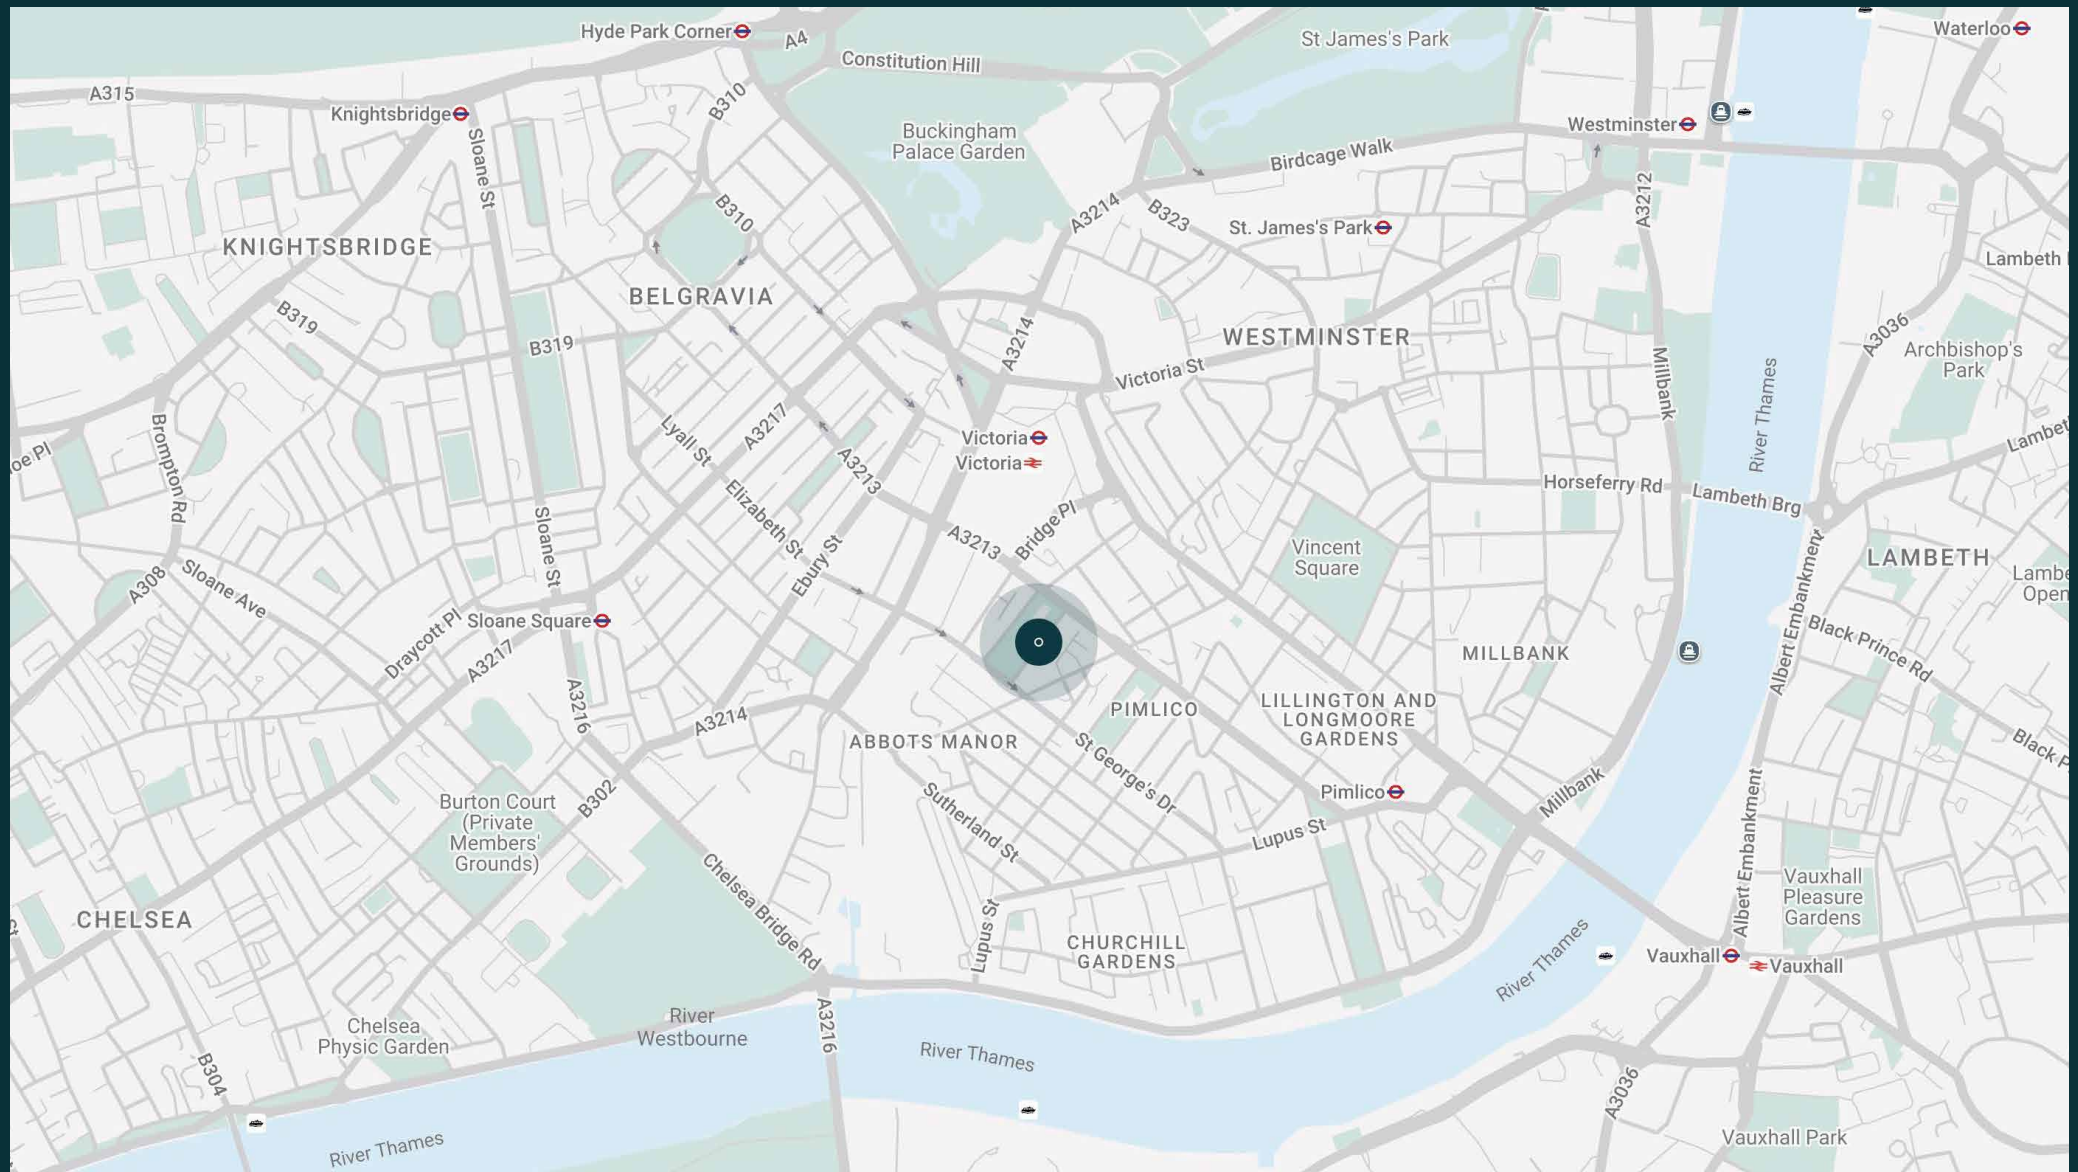 Hyde Park Corner
A4
Constitution Hill
St James's Park
Waterloo
A315
Knightsbridge
B310
Buckingham
Palace Garden
Westminster
Sloane St
Birdcage Walk
A3214
B323
A3212
B310
St. James's Park
KNIGHTSBRIDGE
Lambeth
BELGRAVIA
B319
B319
A3214
WESTMINSTER
A3036
Archbishop's
Park
Victoria St
Millbank
River Thames
Brompton Rd
Lyall St
A3217
Victoria
Victoria
A3213
oe Pl
Lambet
Elizabeth St
Horseferry Rd
Lambeth Brg
Sloane St
A3213
Bridge Pl
Ebury St
Vincent
Square
LAMBETH
Albert Embankment
A308
Sloane Ave
Lambe
Open
Draycott Pl
Sloane Square
A3217
Black Prince Rd
MILLBANK
A3216
A3214
PIMLICO
LILLINGTON AND
LONGMOORE
GARDENS
ABBOTS MANOR
St George's Dr
Black P
Burton Court
(Private
Members'
Grounds)
B302
Pimlico
Millbank
Sutherland St
Lupus St
Albert Embankment
Chelsea Bridge Rd
Vauxhall
Pleasure
Gardens
CHELSEA
St
Lupus St
CHURCHILL
GARDENS
River Thames
Vauxhall
Vauxhall
Chelsea
Physic Garden
River
Westbourne
A3216
River Thames
B304
A3036
River Thames
Vauxhall Park